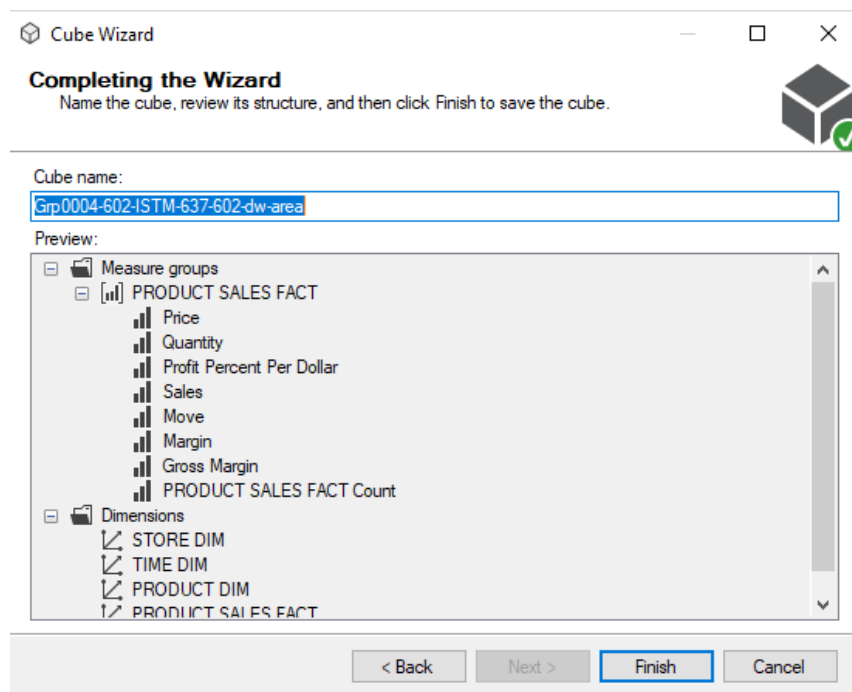 Cube Wizard
Completing the Wizard
Name the cube, review its structure, and then click Finish to save the cube.
Cube name:
Grp0004-602-ISTM-637-602-dw-area
Preview:
Measure groups
PRODUCT SALES FACT
Price
Quantity
Profit Percent Per Dollar
Sales
Move
Margin
Gross Margin
PRODUCT SALES FACT Count
Dimensions
STORE DIM
TIME DIM
PRODUCT DIM
PRODUCT SALES FACT
< Back
Next >
Finish
Cancel